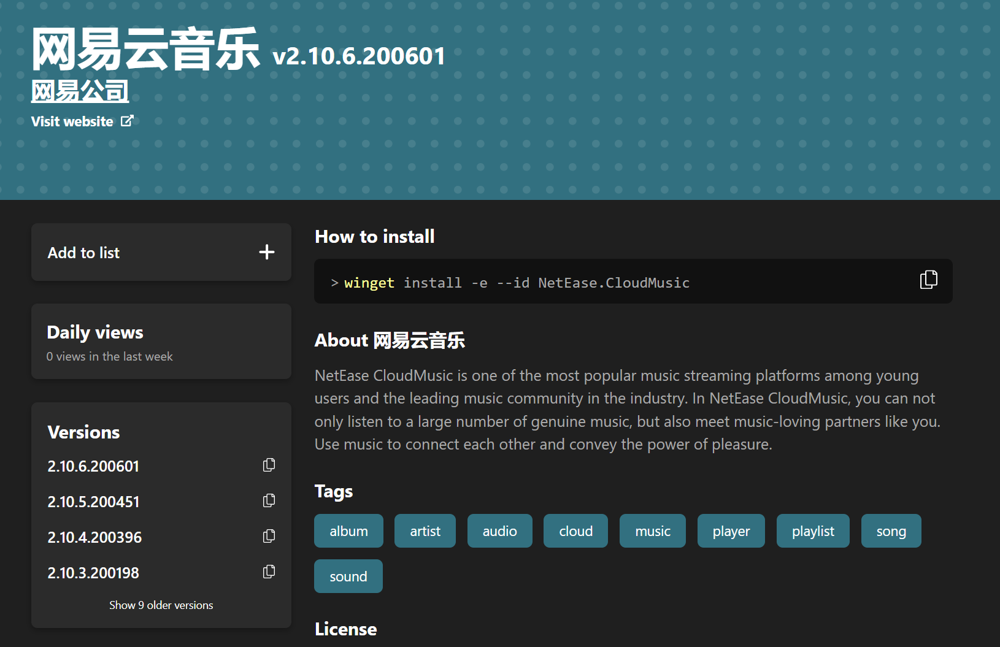 网易云音乐 v2.10.6.200601
网易公司
Visit website
Add to list
Daily views
0 views in the last week
Versions
2.10.6.200601
2.10.5.200451
2.10.4.200396
2.10.3.200198
Show 9 older versions
How to install
> winget install -e --id NetEase.CloudMusic
About 网易云音乐
NetEase CloudMusic is one of the most popular music streaming platforms among young
users and the leading music community in the industry. In NetEase CloudMusic, you can not
only listen to a large number of genuine music, but also meet music-loving partners like you.
Use music to connect each other and convey the power of pleasure.
Tags
album artist audio cloud music player playlist song
sound
License